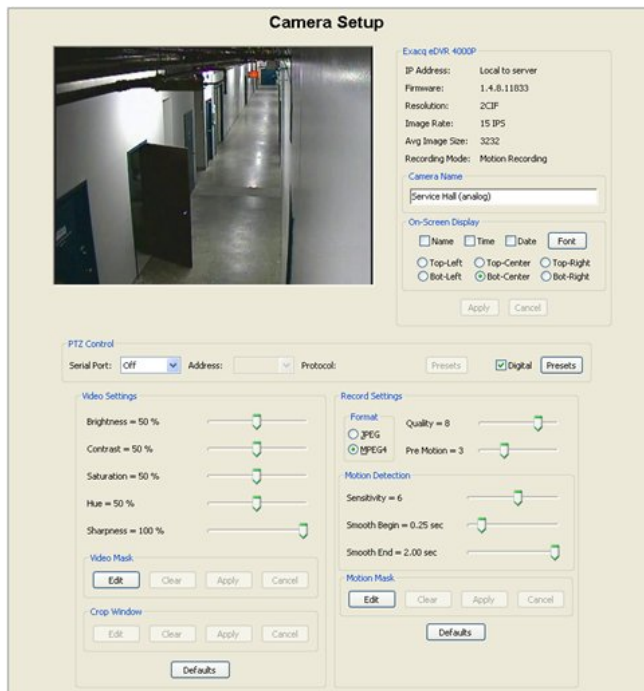 Camera Setup
Exacq eDVR 4000P
IP Address: Local to server
Firmware: 1.4.8.11833
Resolution: 2CIF
Image Rate: 15 IPS
Avg Image Size: 3232
Recording Mode: Motion Recording
Camera Name
Service Hall (analog)
On-Screen Display
Name Time Date Font
Top-Left Top-Center Top-Right
Bot-Left Bot-Center Bot-Right
Apply Cancel
PTZ Control
Serial Port: Off Address: Protocol: Presets Digital Presets
Video Settings
Brightness = 50 %
Contrast = 50 %
Saturation = 50 %
Hue = 50 %
Sharpness = 100 %
Video Mask
Edit Clear Apply Cancel
Crop Window
Edit Clear Apply Cancel
Defaults
Record Settings
Format
JPEG
MPEG4
Quality = 8
Pre Motion = 3
Motion Detection
Sensitivity = 6
Smooth Begin = 0.25 sec
Smooth End = 2.00 sec
Motion Mask
Edit Clear Apply Cancel
Defaults